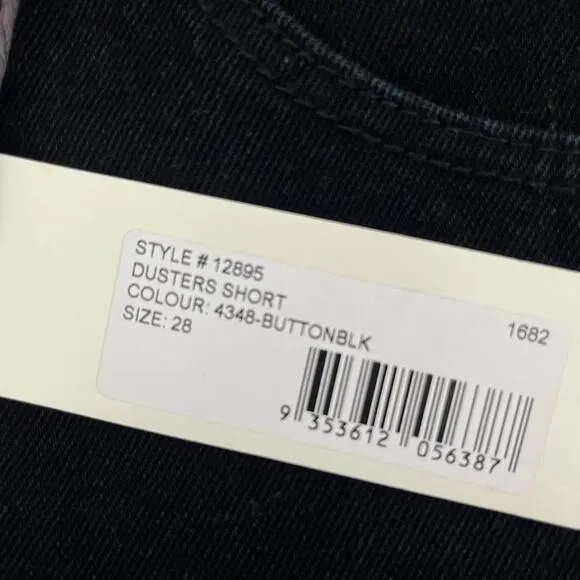 STYLE # 12895
DUSTERS SHORT
COLOUR: 4348-BUTTONBLK
SIZE: 28
1682
9 353612 056387